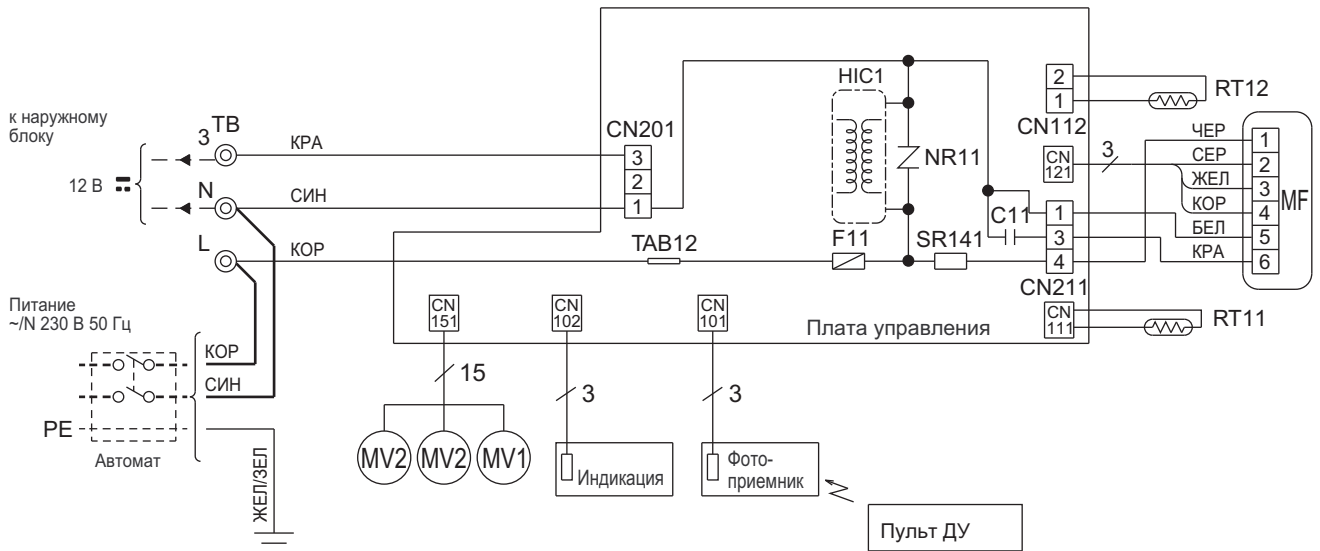 HIC1
2
1
RT12
CN112
к наружному
блоку
3
TB
КРА
CN201
3
2
1
12 В
N
СИН
NR11
CN
121
3
ЧЕР
СЕР
ЖЕЛ
КОР
БЕЛ
КРА
1
2
3
4
5
6
MF
L
КОР
TAB12
F11
SR141
C11
1
3
4
CN211
Питание
~/N 230 В 50 Гц
CN
151
CN
102
CN
101
Плата управления
CN
111
RT11
КОР
СИН
PE
Автомат
ЖЕЛ/ЗЕЛ
15
3
3
MV2
MV2
MV1
Индикация
Фото-
приемник
Пульт ДУ